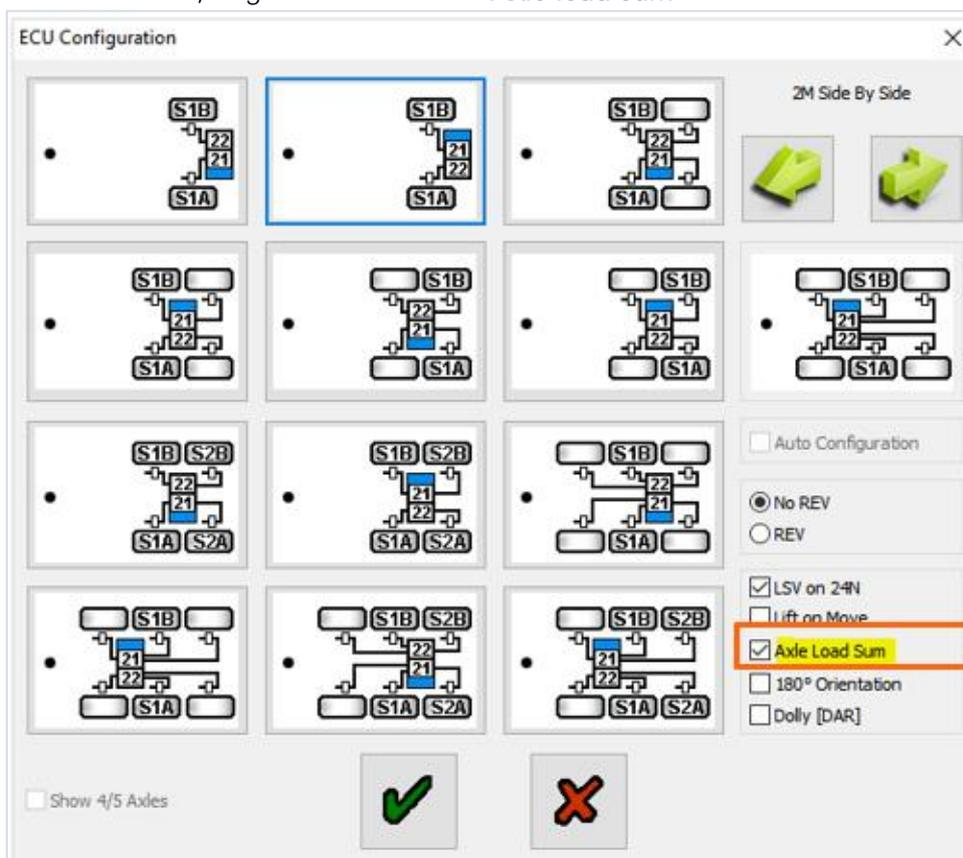 ECU Configuration
S1B
22
21
S1A
S1B
21
22
S1A
S1B
22
21
S1A
2M Side By Side
S1B
21
22
S1A
S1B
22
21
S1A
S1B
21
22
S1A
S1B
21
22
S1A
S1B S2B
22
21
S1A S2A
S1B S2B
21
22
S1A S2A
S1B
22
21
S1A
Auto Configuration
No REV
REV
S1B
21
22
S1A
S1B S2B
22
21
S1A S2A
S1B S2B
21
22
S1A S2A
LSV on 24N
Lift on Move
Axle Load Sum
180° Orientation
Dolly [DAR]
Show 4/5 Axles